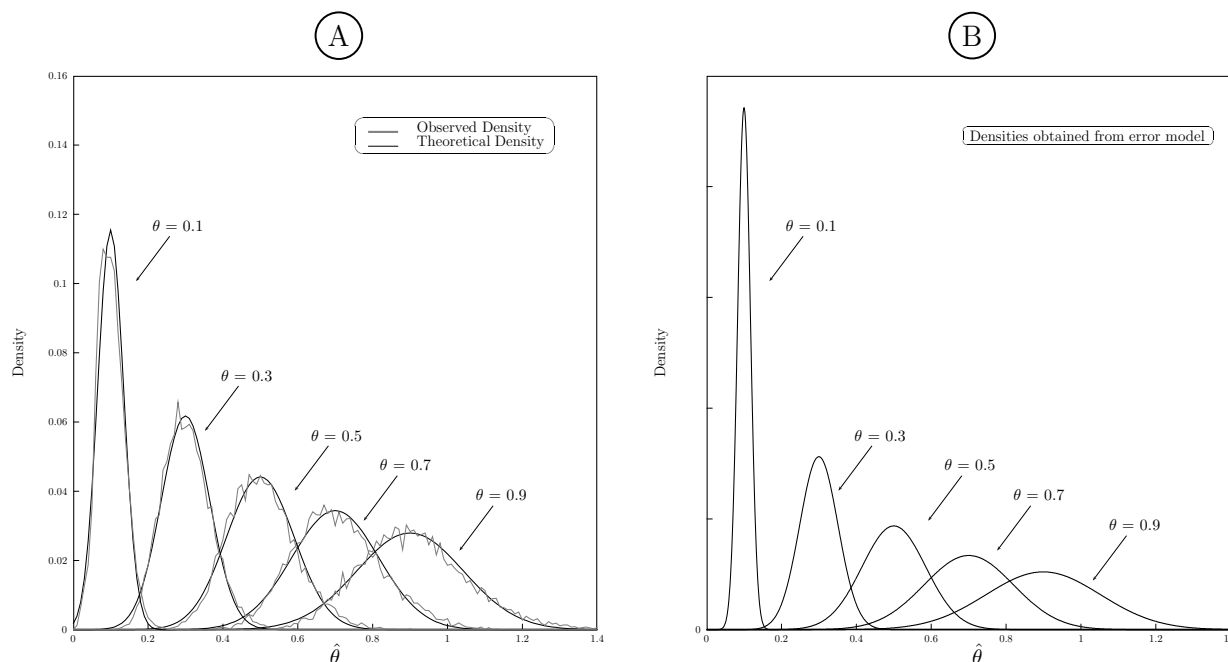 A
0.16
0.14
0.12
0.1
0.08
0.06
0.04
0.02
0
Density
Observed Density
Theoretical Density
θ = 0.1
θ = 0.3
θ = 0.5
θ = 0.7
θ = 0.9
0 0.2 0.4 0.6 0.8 1 1.2 1.4
θ̂
B
Density
Densities obtained from error model
θ = 0.1
θ = 0.3
θ = 0.5
θ = 0.7
θ = 0.9
0 0.2 0.4 0.6 0.8 1 1.2
θ̂